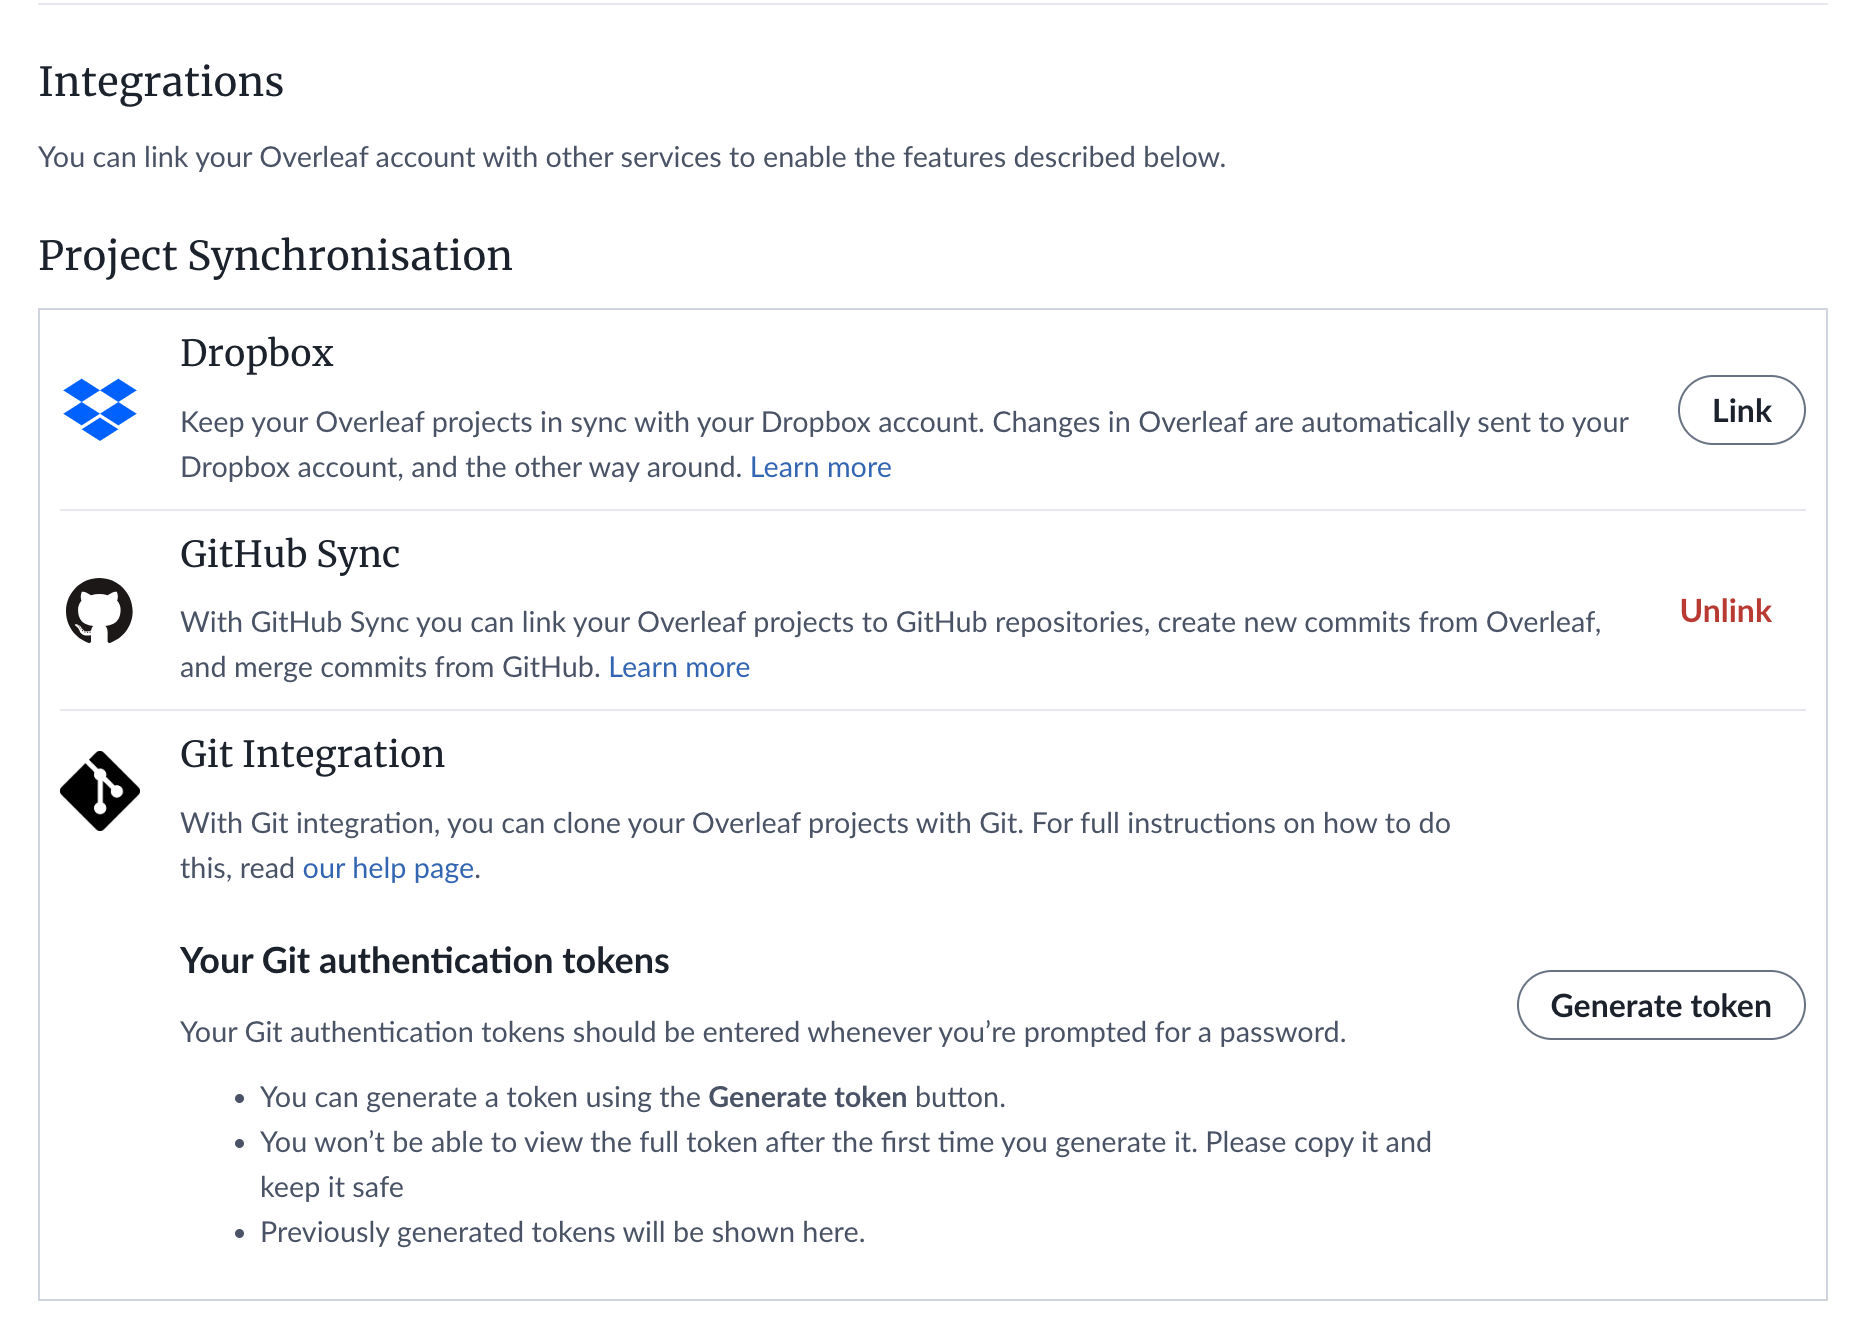 Integrations
You can link your Overleaf account with other services to enable the features described below.
Project Synchronisation
Dropbox
Keep your Overleaf projects in sync with your Dropbox account. Changes in Overleaf are automatically sent to your
Dropbox account, and the other way around. Learn more
Link
GitHub Sync
With GitHub Sync you can link your Overleaf projects to GitHub repositories, create new commits from Overleaf,
and merge commits from GitHub. Learn more
Unlink
Git Integration
With Git integration, you can clone your Overleaf projects with Git. For full instructions on how to do
this, read our help page.
Your Git authentication tokens
Your Git authentication tokens should be entered whenever you’re prompted for a password.
Generate token
• You can generate a token using the Generate token button.
• You won’t be able to view the full token after the first time you generate it. Please copy it and
keep it safe
• Previously generated tokens will be shown here.